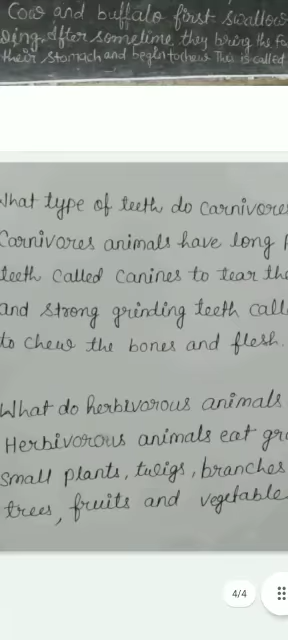 Cow and buffalo first swallow
After sometime they bring the
their stomach and begin to chew. This is called
What type of teeth do carnivores
Carnivores animals have long
teeth called canines to tear the
and strong grinding teeth
to chew the bones and flesh.
What do herbivorous animals
Herbivorous animals eat
small plants, twigs, branches
trees, fruits and vegetable
4/4